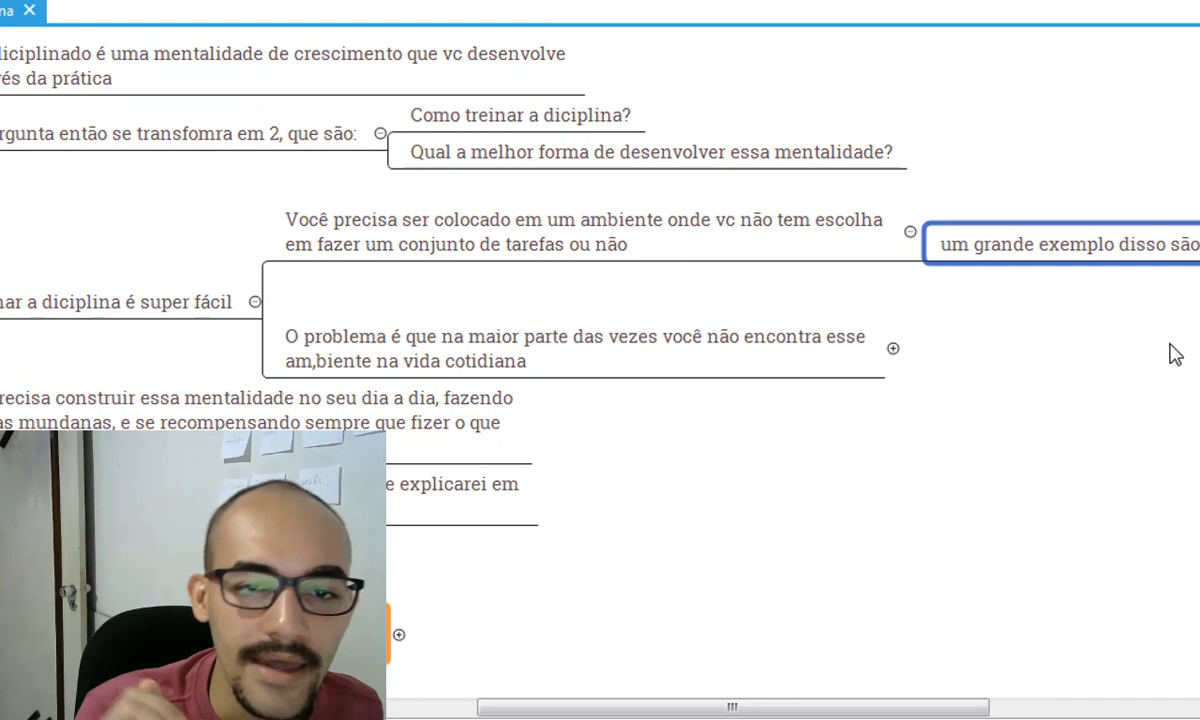 na
diciplinado é uma mentalidade de crescimento que vc desenvolve
vés da prática
rgunta então se transfomra em 2, que são:
Como treinar a diciplina?
Qual a melhor forma de desenvolver essa mentalidade?
Você precisa ser colocado em um ambiente onde vc não tem escolha
em fazer um conjunto de tarefas ou não
um grande exemplo disso são
nar a diciplina é super fácil
O problema é que na maior parte das vezes você não encontra esse
am,biente na vida cotidiana
recisa construir essa mentalidade no seu dia a dia, fazendo
as mundanas, e se recompensando sempre que fizer o que
e explicarei em